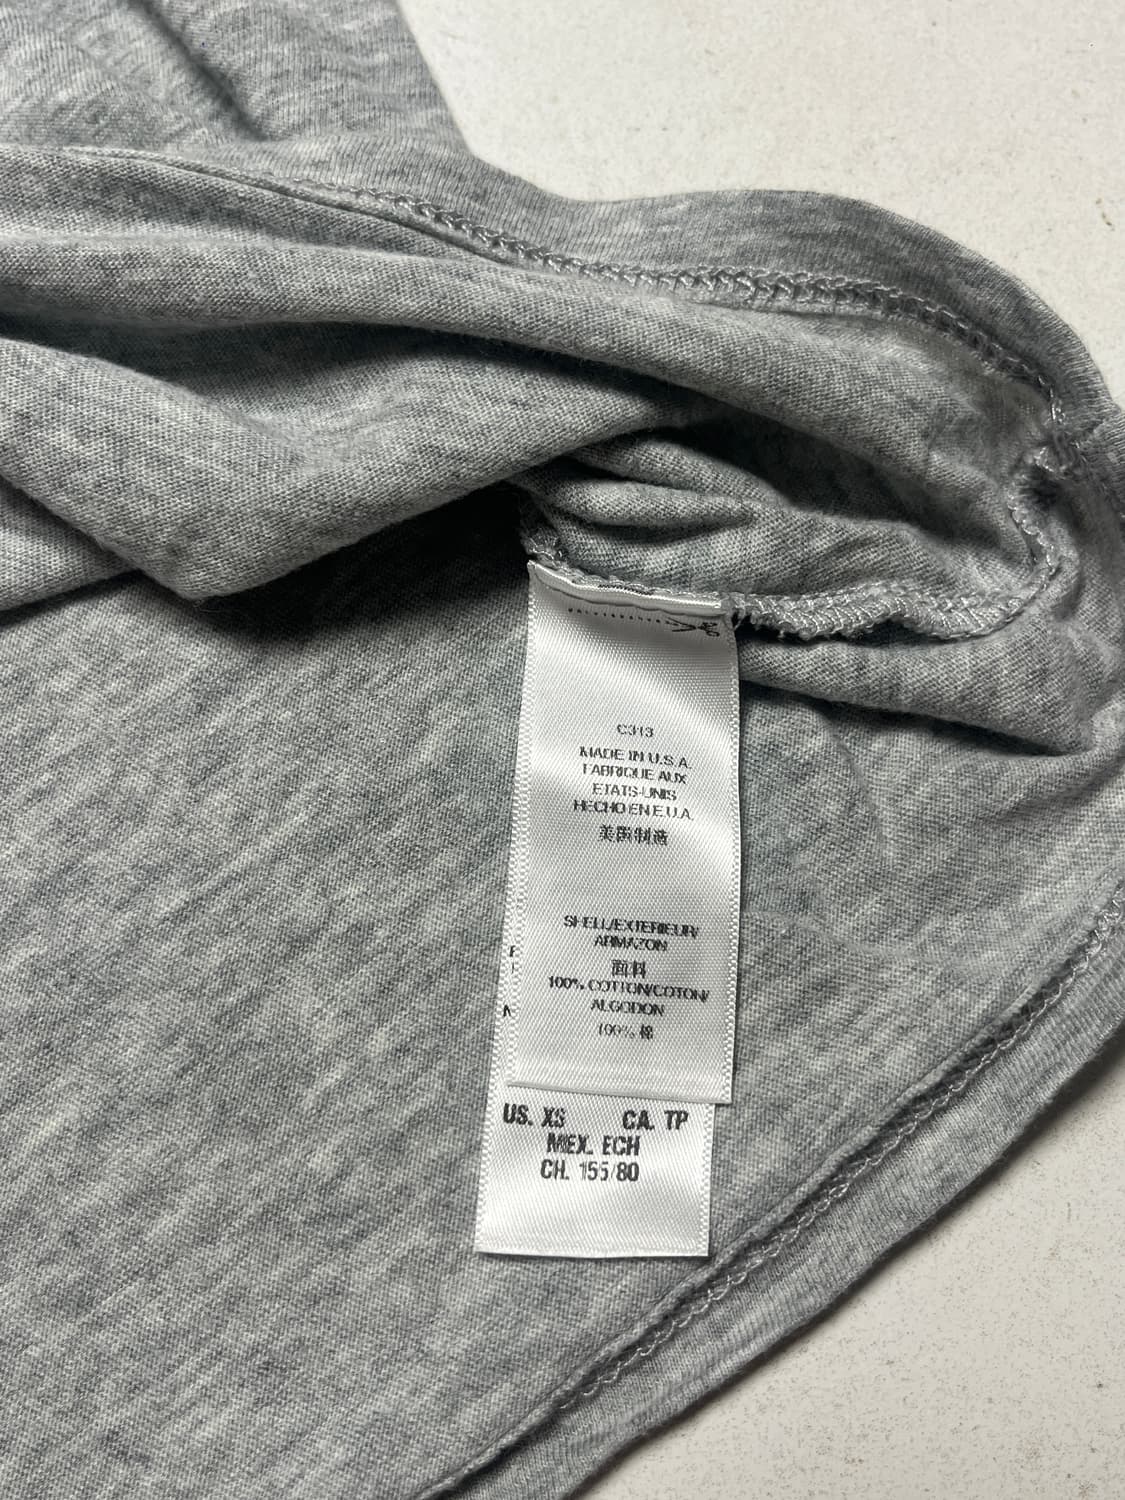 C313
MADE IN U.S.A.
FABRIQUE AUX
ETATS-UNIS
HECHO EN E.U.A.
美国制造
SHELL/EXTERIEUR/
ARMAZON
面料
100% COTTON/COTON/
ALGODON
100% 棉
US. XS CA. TP
MEX. ECH
CH. 155/80